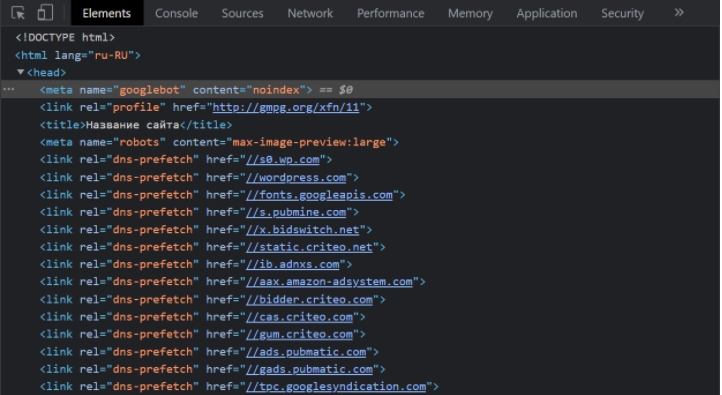 Elements Console Sources Network Performance Memory Application Security »
<!DOCTYPE html>
<html lang="ru-RU">
▼<head>
··· <meta name="googlebot" content="noindex"> == $0
<link rel="profile" href="http://gmpg.org/xfn/11">
<title>Название сайта</title>
<meta name="robots" content="max-image-preview:large">
<link rel="dns-prefetch" href="//s0.wp.com">
<link rel="dns-prefetch" href="//wordpress.com">
<link rel="dns-prefetch" href="//fonts.googleapis.com">
<link rel="dns-prefetch" href="//s.pubmine.com">
<link rel="dns-prefetch" href="//x.bidswitch.net">
<link rel="dns-prefetch" href="//static.criteo.net">
<link rel="dns-prefetch" href="//ib.adnxs.com">
<link rel="dns-prefetch" href="//aax.amazon-adsystem.com">
<link rel="dns-prefetch" href="//bidder.criteo.com">
<link rel="dns-prefetch" href="//cas.criteo.com">
<link rel="dns-prefetch" href="//gum.criteo.com">
<link rel="dns-prefetch" href="//ads.pubmatic.com">
<link rel="dns-prefetch" href="//gads.pubmatic.com">
<link rel="dns-prefetch" href="//tpc.googlesyndication.com">